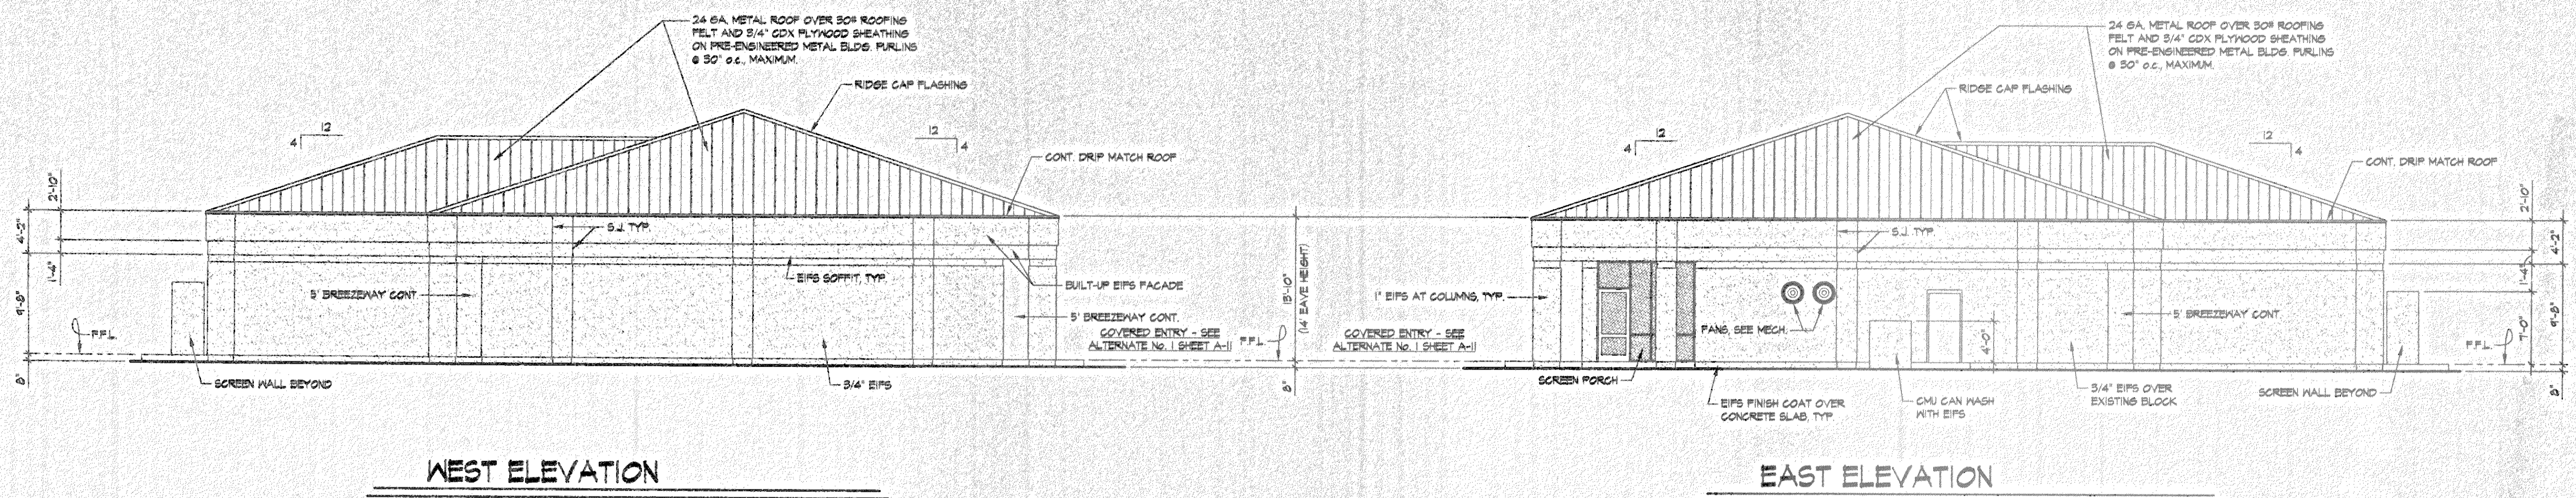 24 GA. METAL ROOF OVER 30# ROOFING
FELT AND 3/4" CDX PLYWOOD SHEATHING
ON PRE-ENGINEERED METAL BLDG. PURLINS
@ 30" o.c., MAXIMUM.
RIDGE CAP FLASHING
12
4
12
4
CONT. DRIP MATCH ROOF
2'-10"
4'-2"
1'-4"
9'-8"
8"
F.F.L.
S.J. TYP.
EIFS SOFFIT, TYP.
5' BREEZEWAY CONT.
BUILT-UP EIFS FACADE
5' BREEZEWAY CONT.
COVERED ENTRY - SEE
ALTERNATE No. 1 SHEET A-11
SCREEN WALL BEYOND
3/4" EIFS
F.F.L.
13'-10"
(14' EAVE HEIGHT)
8"
WEST ELEVATION
24 GA. METAL ROOF OVER 30# ROOFING
FELT AND 3/4" CDX PLYWOOD SHEATHING
ON PRE-ENGINEERED METAL BLDG. PURLINS
@ 30" o.c., MAXIMUM.
RIDGE CAP FLASHING
12
4
12
4
CONT. DRIP MATCH ROOF
S.J. TYP.
1" EIFS AT COLUMNS, TYP.
COVERED ENTRY - SEE
ALTERNATE No. 1 SHEET A-11
FANS, SEE MECH.
4'-0"
5' BREEZEWAY CONT.
SCREEN PORCH
EIFS FINISH COAT OVER
CONCRETE SLAB, TYP.
CMU CAN WASH
WITH EIFS
3/4" EIFS OVER
EXISTING BLOCK
SCREEN WALL BEYOND
F.F.L.
2'-10"
4'-2"
1'-4"
7'-0"
9'-8"
8"
EAST ELEVATION